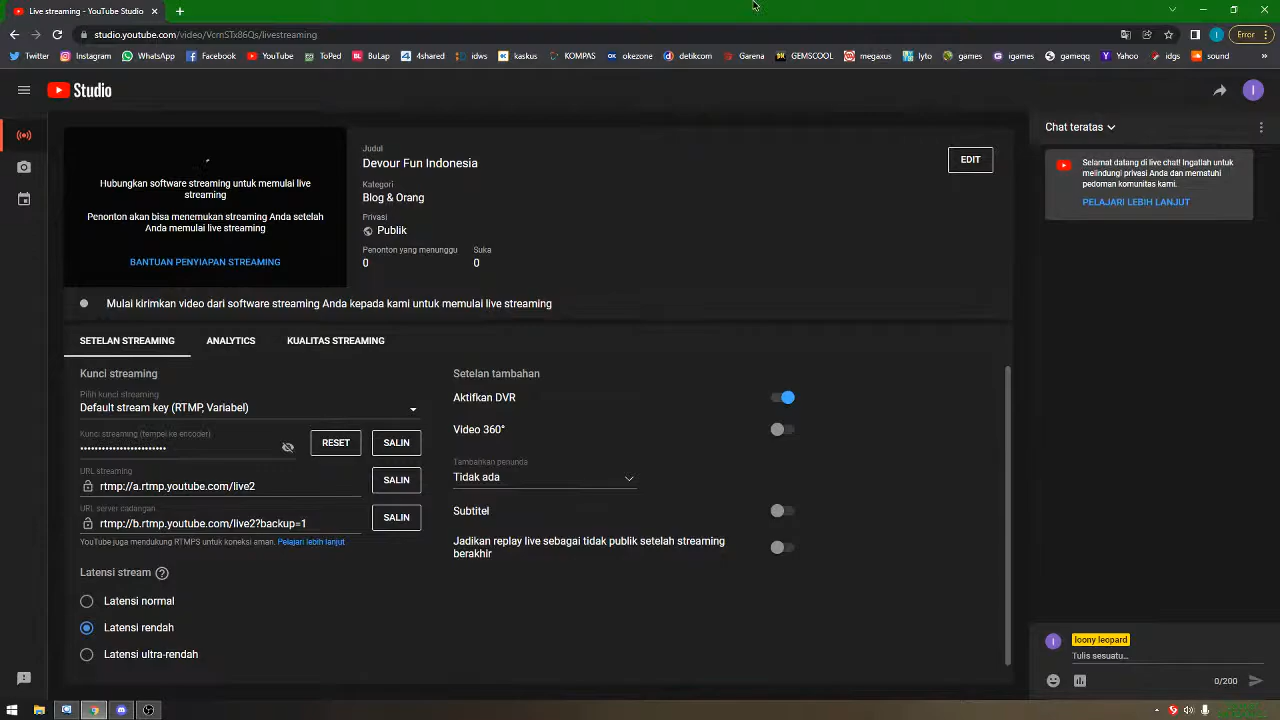 Live streaming - YouTube Studio
studio.youtube.com/video/VcrnSTx86Qs/livestreaming
Error
Twitter Instagram WhatsApp Facebook YouTube ToPed BuLap 4shared idws kaskus KOMPAS okezone detikcom Garena GEMSCOOL megaxus lyto games igames gameqq Yahoo idgs sound
Studio
I
Hubungkan software streaming untuk memulai live
streaming
Penonton akan bisa menemukan streaming Anda setelah
Anda memulai live streaming
BANTUAN PENYIAPAN STREAMING
Judul
Devour Fun Indonesia
EDIT
Kategori
Blog & Orang
Privasi
Publik
Penonton yang menunggu Suka
0 0
Mulai kirimkan video dari software streaming Anda kepada kami untuk memulai live streaming
SETELAN STREAMING ANALYTICS KUALITAS STREAMING
Kunci streaming
Pilih kunci streaming
Default stream key (RTMP, Variabel)
Kunci streaming (tempel ke encoder)
••••••••••••••••••••••••
RESET SALIN
URL streaming
rtmp://a.rtmp.youtube.com/live2
SALIN
URL server cadangan
rtmp://b.rtmp.youtube.com/live2?backup=1
SALIN
YouTube juga mendukung RTMPS untuk koneksi aman. Pelajari lebih lanjut
Latensi stream
Latensi normal
Latensi rendah
Latensi ultra-rendah
Setelan tambahan
Aktifkan DVR
Video 360°
Tambahkan penunda
Tidak ada
Subtitel
Jadikan replay live sebagai tidak publik setelah streaming
berakhir
Chat teratas
Selamat datang di live chat! Ingatlah untuk
melindungi privasi Anda dan mematuhi
pedoman komunitas kami.
PELAJARI LEBIH LANJUT
I
loony leopard
Tulis sesuatu...
0/200